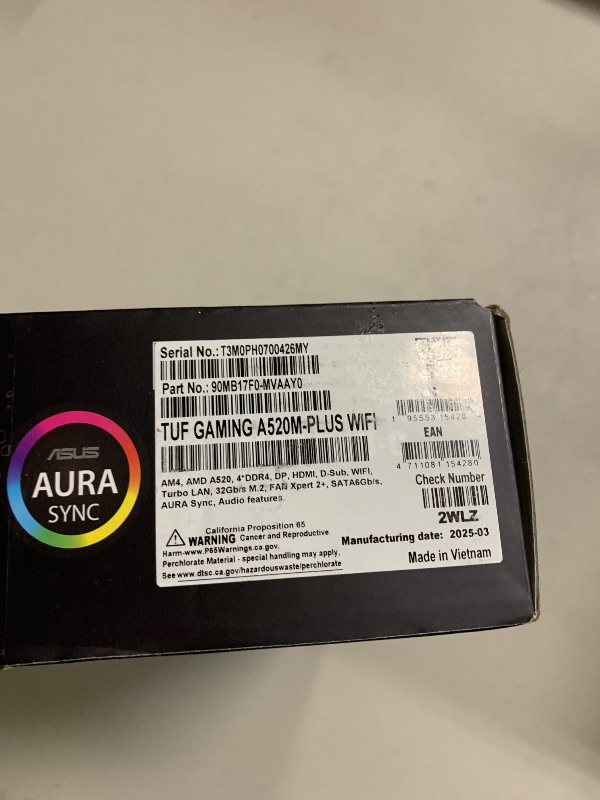 ASUS
AURA
SYNC
Serial No.: T3M0PH0700426MY
Part No.: 90MB17F0-MVAAY0
TUF GAMING A520M-PLUS WIFI
AM4, AMD A520, 4*DDR4, DP, HDMI, D-Sub, WIFI,
Turbo LAN, 32Gb/s M.2, FAN Xpert 2+, SATA6Gb/s,
AURA Sync, Audio features.
California Proposition 65
WARNING Cancer and Reproductive
Harm-www.P65Warnings.ca.gov.
Perchlorate Material - special handling may apply.
See www.dtsc.ca.gov/hazardouswaste/perchlorate
1 95553 15428
EAN
4 711081 154280
Check Number
2WLZ
Manufacturing date: 2025-03
Made in Vietnam